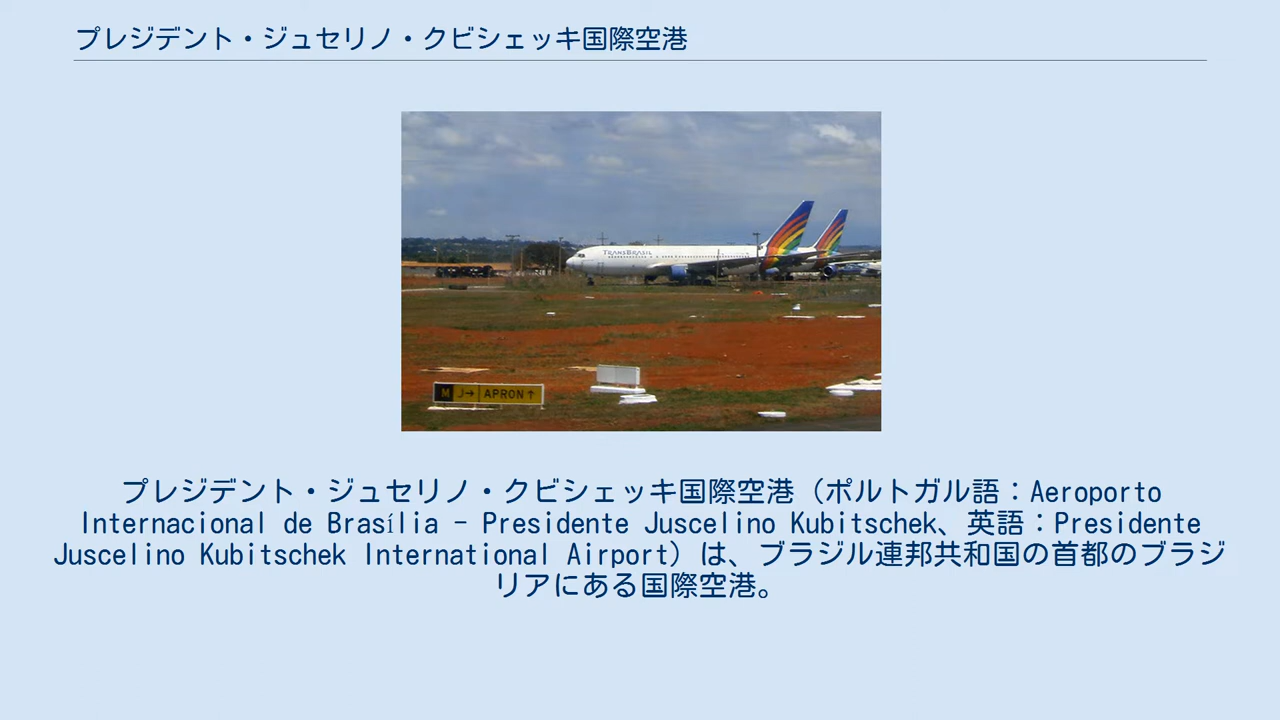 プレジデント・ジュセリノ・クビシェッキ国際空港
TRANSBRASIL
M J→ APRON↑
プレジデント・ジュセリノ・クビシェッキ国際空港（ポルトガル語：Aeroporto
Internacional de Brasília - Presidente Juscelino Kubitschek、英語：Presidente
Juscelino Kubitschek International Airport）は、ブラジル連邦共和国の首都のブラジ
リアにある国際空港。